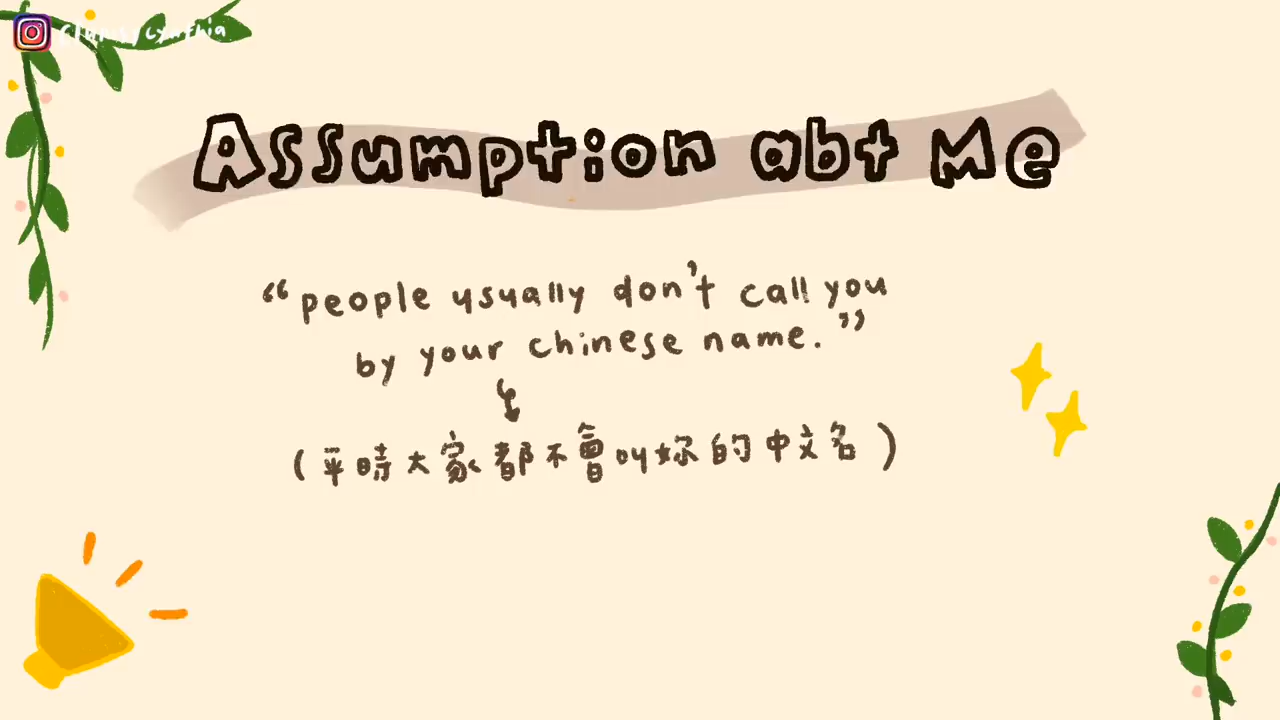 Assumption abt Me
"people usually don't call you
by your chinese name."
(平時大家都不會叫妳的中文名)